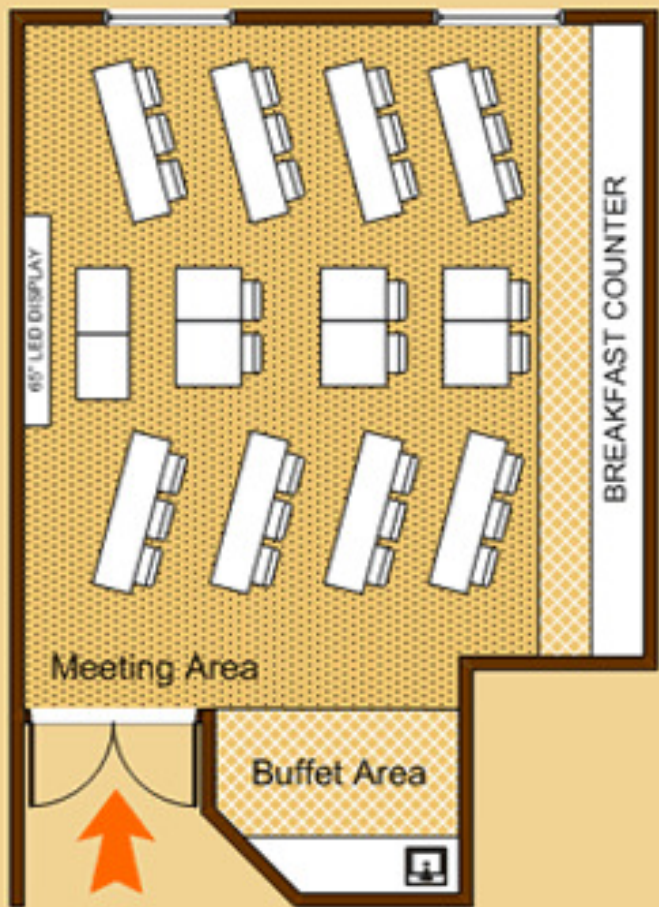 65" LED DISPLAY
BREAKFAST COUNTER
Meeting Area
Buffet Area